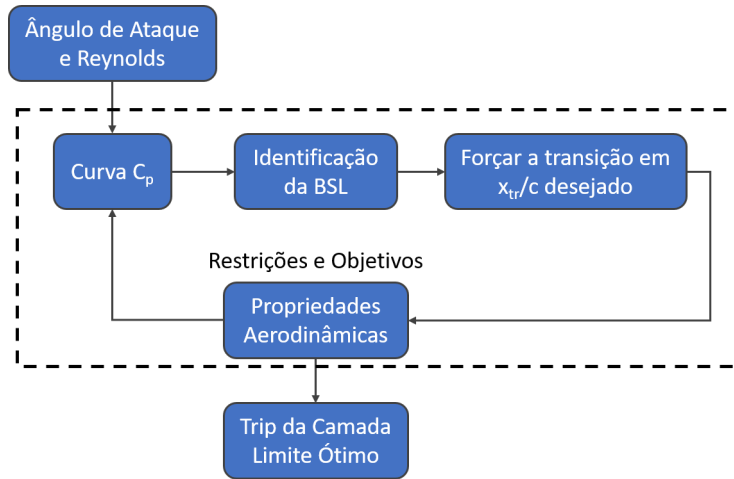 Ângulo de Ataque
e Reynolds
Curva Cₚ
Identificação
da BSL
Forçar a transição em
xₜᵣ/c desejado
Restrições e Objetivos
Propriedades
Aerodinâmicas
Trip da Camada
Limite Ótimo